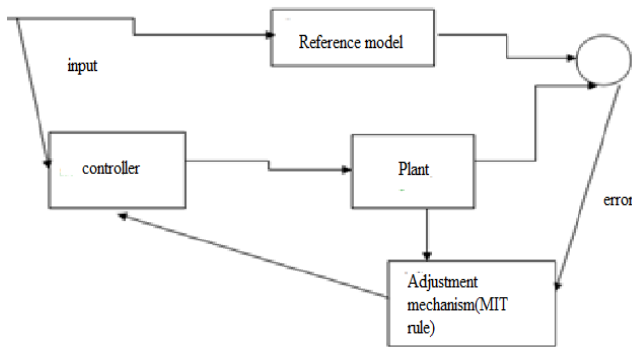 Reference model
input
controller
Plant
error
Adjustment
mechanism(MIT
rule)